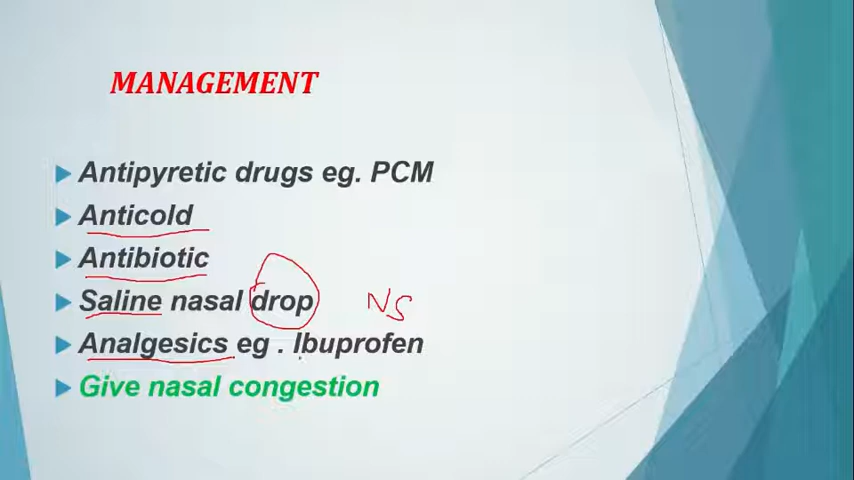 MANAGEMENT
Antipyretic drugs eg. PCM
Anticold
Antibiotic
Saline nasal drop NS
Analgesics eg . Ibuprofen
Give nasal congestion